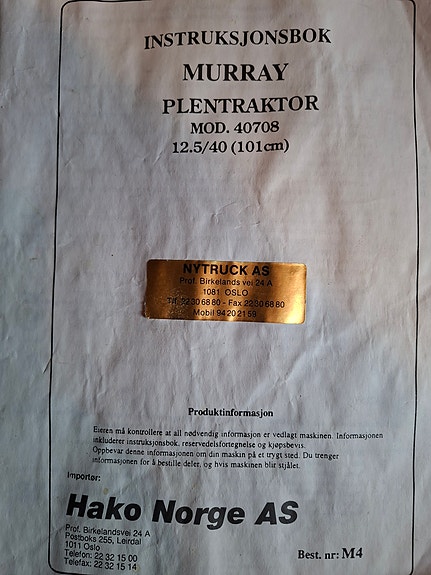 INSTRUKSJONSBOK
MURRAY
PLENTRAKTOR
MOD. 40708
12.5/40 (101cm)
NYTRUCK AS
Prof. Birkelands vei 24 A
1081 OSLO
Tlf. 22 30 68 80 - Fax 22 30 68 80
Mobil 94 20 21 59
Produktinformasjon
Eieren må kontrollere at all nødvendig informasjon er vedlagt maskinen. Informasjonen
inkluderer instruksjonsbok, reservedelsfortegnelse og kjøpsbevis.
Oppbevar denne informasjonen om din maskin på et trygt sted. Du trenger
informasjonen for å bestille deler, og hvis maskinen blir stjålet.
Importør:
Hako Norge AS
Prof. Birkelandsvei 24 A
Postboks 255, Leirdal
1011 Oslo
Telefon: 22 32 15 00
Telefax: 22 32 15 14
Best. nr: M4